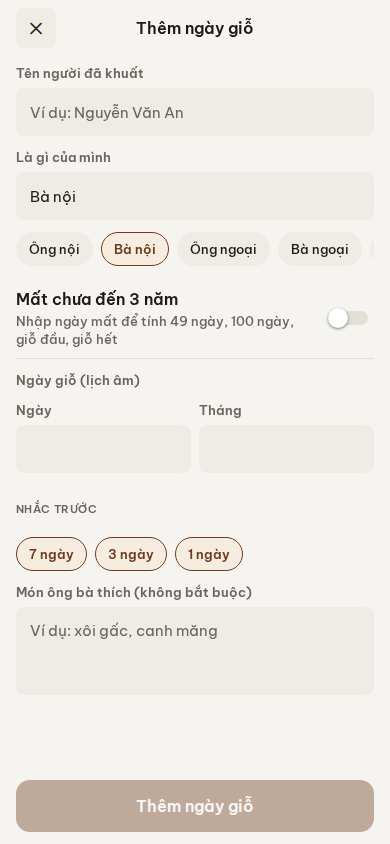 Thêm ngày giỗ
Tên người đã khuất
Ví dụ: Nguyễn Văn An
Là gì của mình
Bà nội
Ông nội
Bà nội
Ông ngoại
Bà ngoại
Mất chưa đến 3 năm
Nhập ngày mất để tính 49 ngày, 100 ngày,
giỗ đầu, giỗ hết
Ngày giỗ (lịch âm)
Ngày
Tháng
NHẮC TRƯỚC
7 ngày
3 ngày
1 ngày
Món ông bà thích (không bắt buộc)
Ví dụ: xôi gấc, canh măng
Thêm ngày giỗ